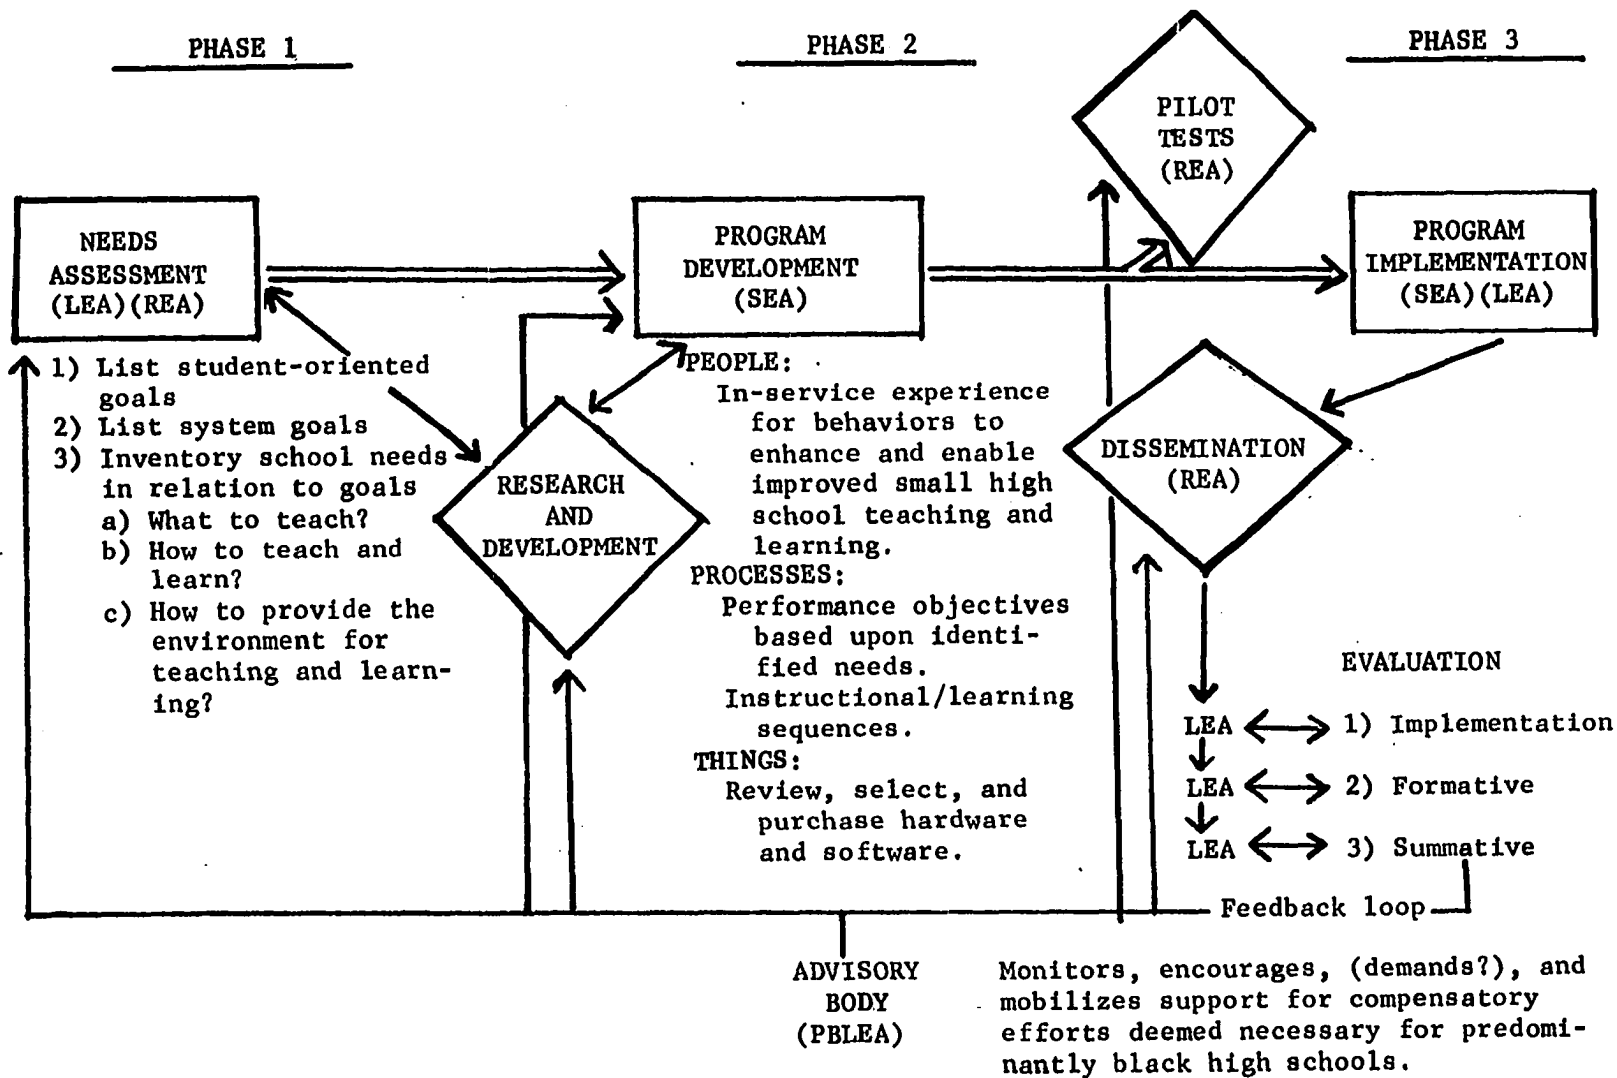 PHASE 1
PHASE 2
PHASE 3
PILOT
TESTS
(REA)
NEEDS
ASSESSMENT
(LEA)(REA)
PROGRAM
DEVELOPMENT
(SEA)
PROGRAM
IMPLEMENTATION
(SEA)(LEA)
1) List student-oriented
goals
2) List system goals
3) Inventory school needs
in relation to goals
a) What to teach?
b) How to teach and
learn?
c) How to provide the
environment for
teaching and learn-
ing?
RESEARCH
AND
DEVELOPMENT
PEOPLE:
In-service experience
for behaviors to
enhance and enable
improved small high
school teaching and
learning.
PROCESSES:
Performance objectives
based upon identi-
fied needs.
Instructional/learning
sequences.
THINGS:
Review, select, and
purchase hardware
and software.
DISSEMINATION
(REA)
EVALUATION
LEA 1) Implementation
LEA 2) Formative
LEA 3) Summative
Feedback loop
ADVISORY
BODY
(PBLEA)
Monitors, encourages, (demands?), and
mobilizes support for compensatory
efforts deemed necessary for predomi-
nantly black high schools.